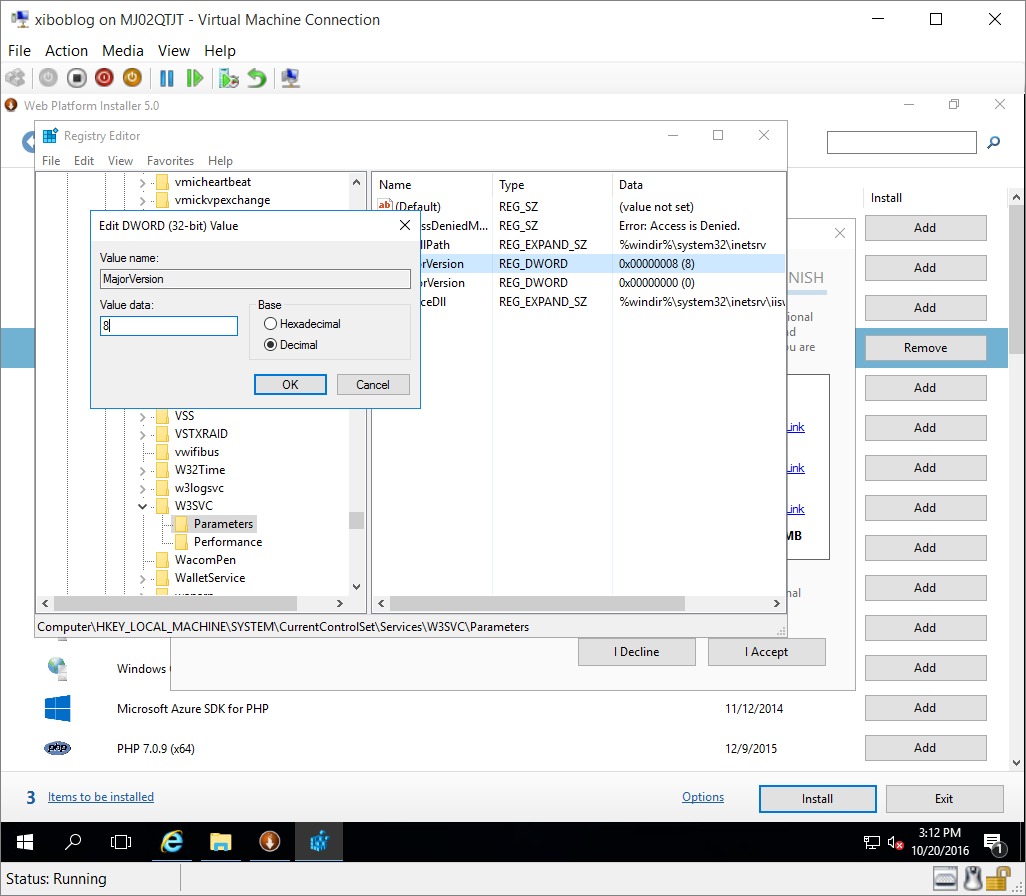 xiboblog on MJ02QTJT - Virtual Machine Connection
File Action Media View Help
Web Platform Installer 5.0
Registry Editor
File Edit View Favorites Help
vmicheartbeat
vmickvpexchange
Name Type Data
ab (Default) REG_SZ (value not set)
ssDeniedM... REG_SZ Error: Access is Denied.
llPath REG_EXPAND_SZ %windir%\system32\inetsrv
rVersion REG_DWORD 0x00000008 (8)
rVersion REG_DWORD 0x00000000 (0)
ceDll REG_EXPAND_SZ %windir%\system32\inetsrv\iis
Edit DWORD (32-bit) Value
Value name:
MajorVersion
Value data:
8
Base
Hexadecimal
Decimal
OK Cancel
VSS
VSTXRAID
vwifibus
W32Time
w3logsvc
W3SVC
Parameters
Performance
WacomPen
WalletService
Computer\HKEY_LOCAL_MACHINE\SYSTEM\CurrentControlSet\Services\W3SVC\Parameters
NISH
ional
nd
u are
Link
Link
Link
MB
nal
I Decline I Accept
Install
Add
Add
Add
Remove
Add
Add
Add
Add
Add
Add
Add
Windows Add
Microsoft Azure SDK for PHP 11/12/2014 Add
php PHP 7.0.9 (x64) 12/9/2015 Add
3 Items to be installed Options Install Exit
3:12 PM
10/20/2016
1
Status: Running